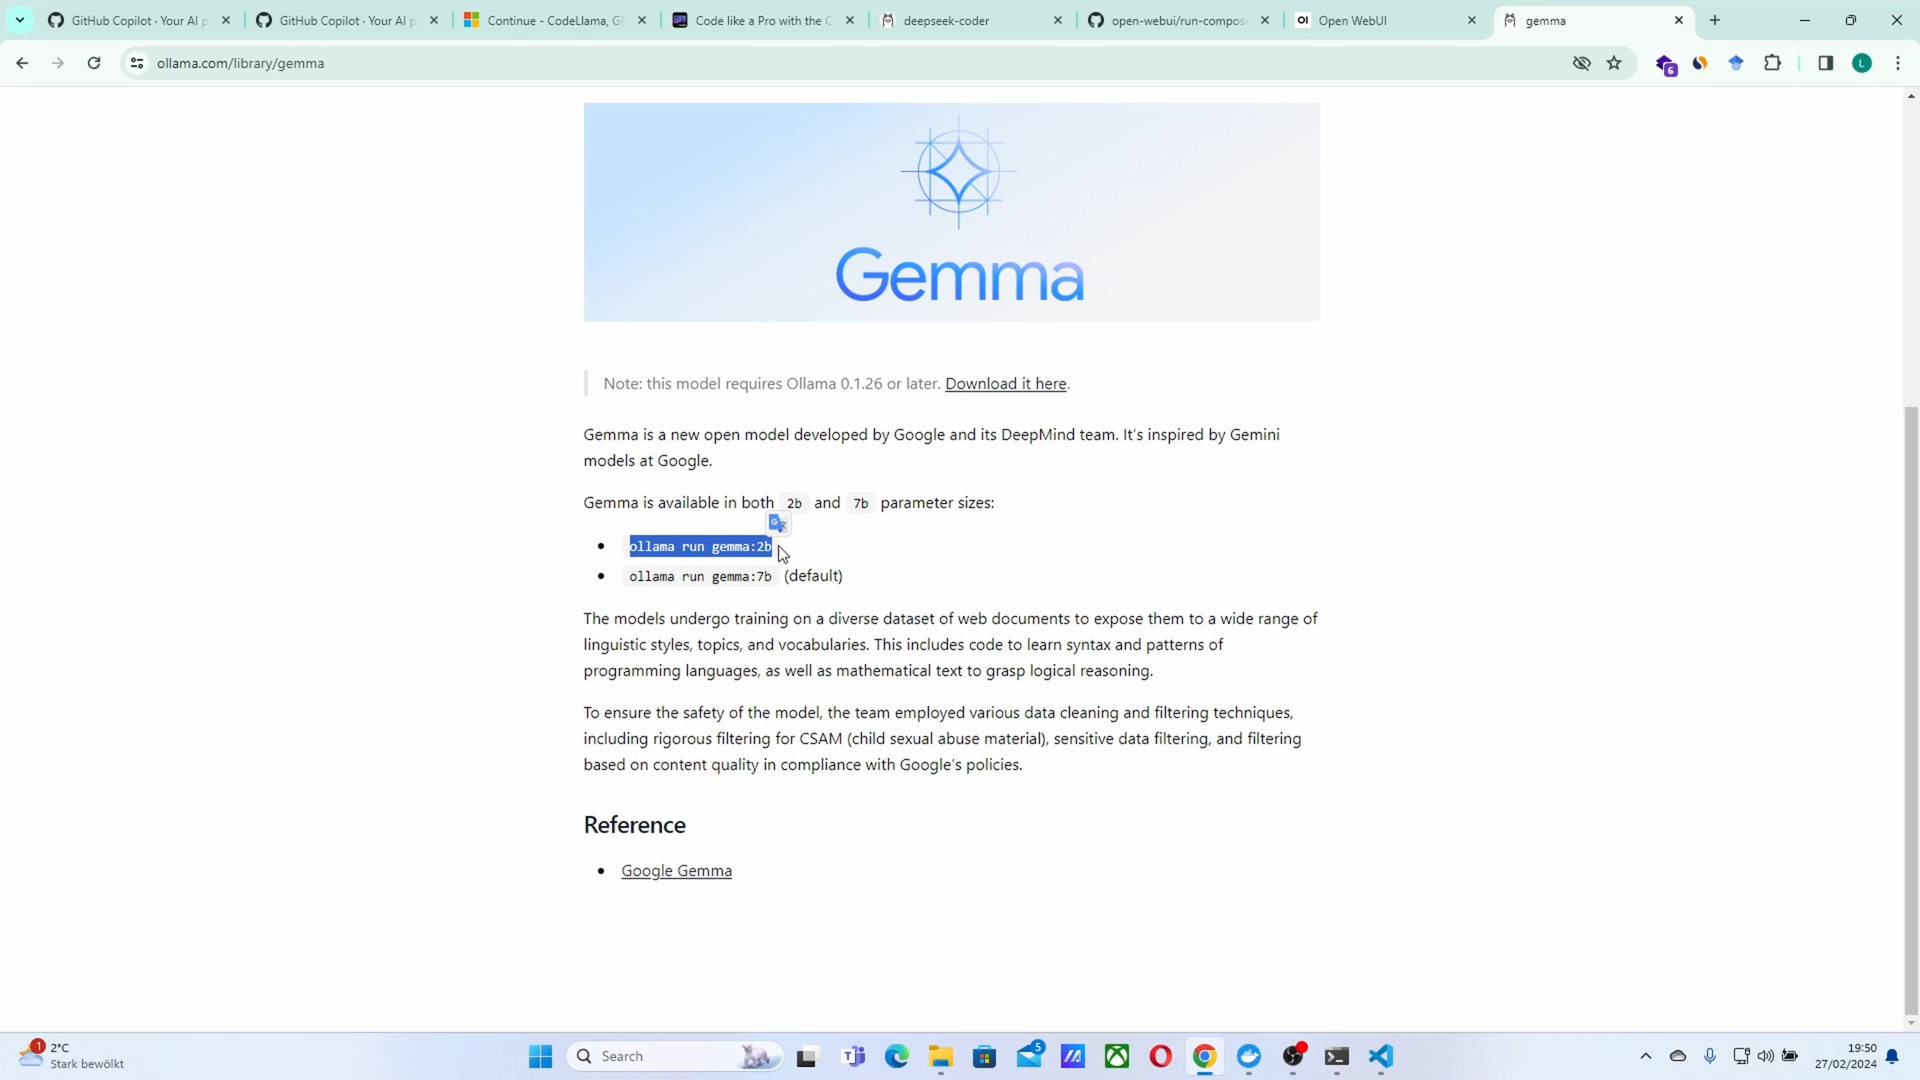 GitHub Copilot · Your AI p
GitHub Copilot · Your AI p
Continue - CodeLlama, GP
Code like a Pro with the C
deepseek-coder
open-webui/run-compose
Open WebUI
gemma
ollama.com/library/gemma
6
L
Gemma
Note: this model requires Ollama 0.1.26 or later. Download it here.
Gemma is a new open model developed by Google and its DeepMind team. It's inspired by Gemini
models at Google.
Gemma is available in both 2b and 7b parameter sizes:
• ollama run gemma:2b
• ollama run gemma:7b (default)
The models undergo training on a diverse dataset of web documents to expose them to a wide range of
linguistic styles, topics, and vocabularies. This includes code to learn syntax and patterns of
programming languages, as well as mathematical text to grasp logical reasoning.
To ensure the safety of the model, the team employed various data cleaning and filtering techniques,
including rigorous filtering for CSAM (child sexual abuse material), sensitive data filtering, and filtering
based on content quality in compliance with Google's policies.
Reference
• Google Gemma
1
2°C
Stark bewölkt
Search
5
19:50
27/02/2024